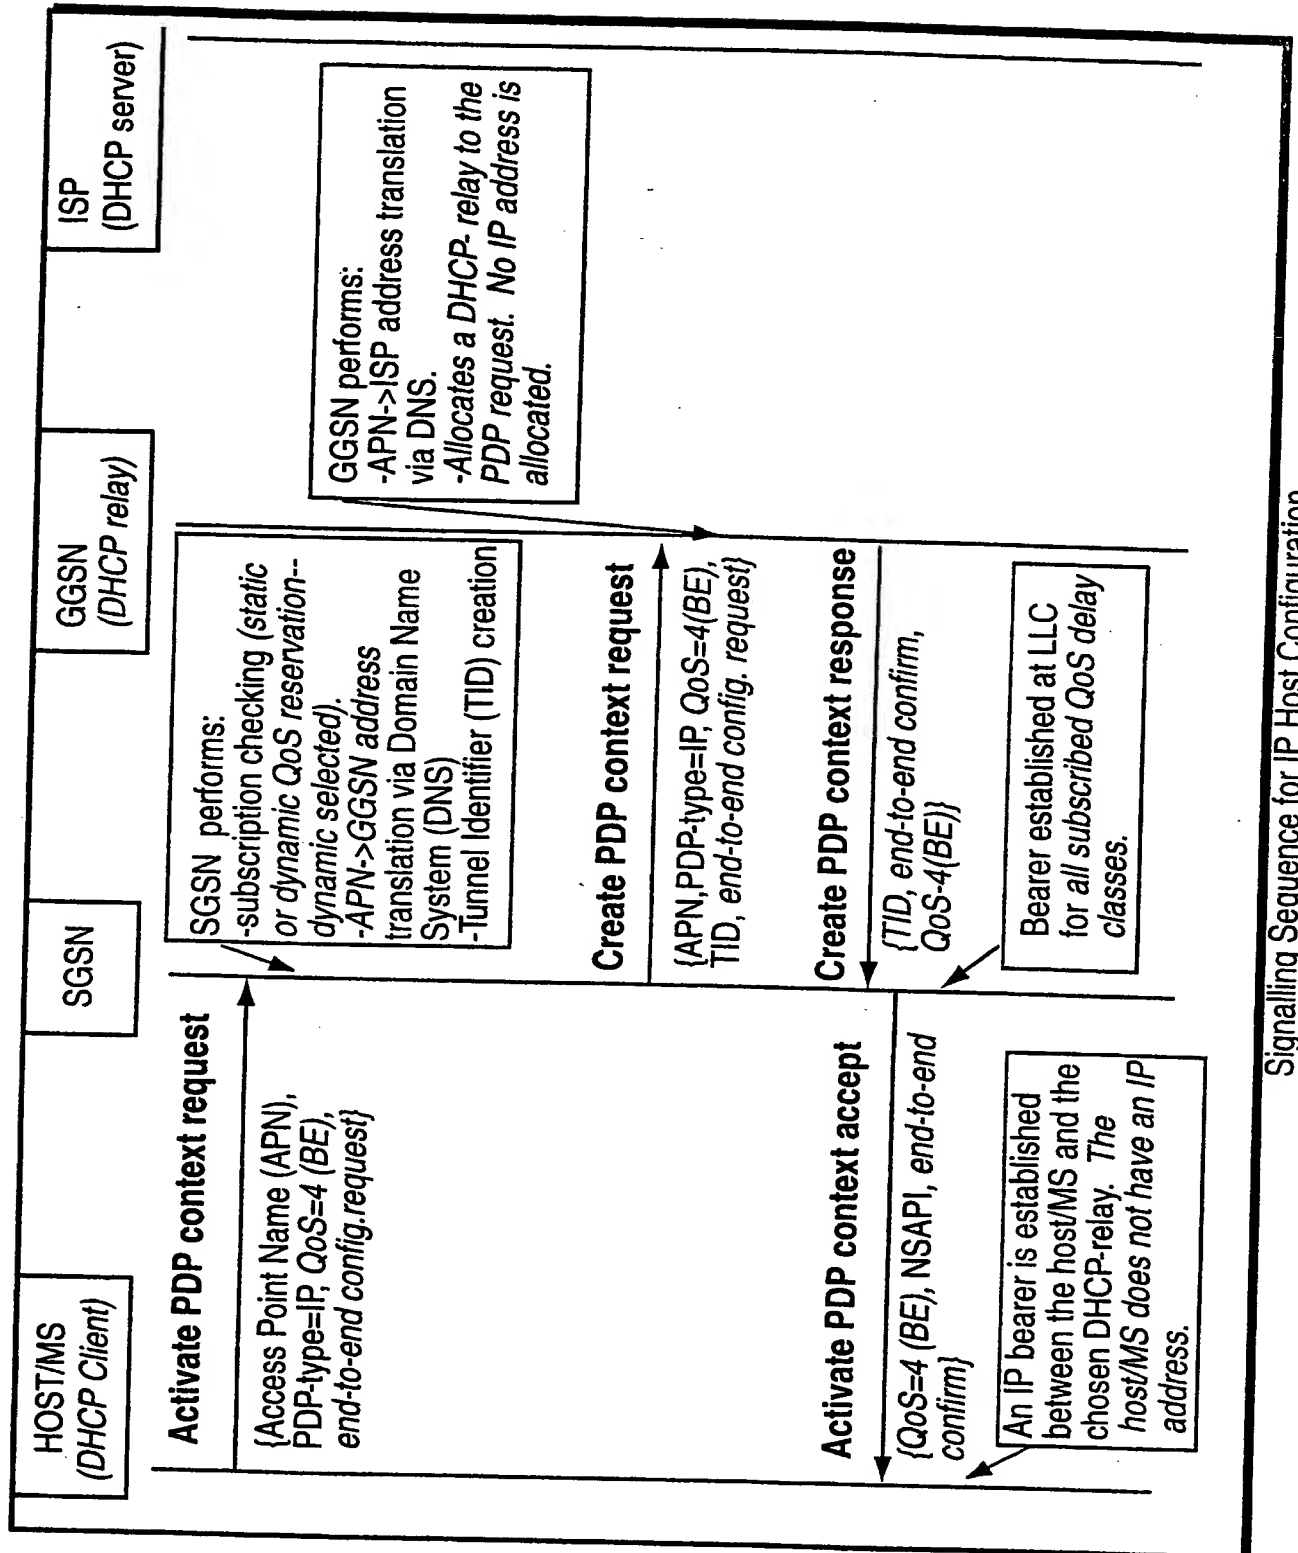 HOST/MS
(DHCP Client)
SGSN
GGSN
(DHCP relay)
ISP
(DHCP server)
Activate PDP context request
{Access Point Name (APN),
PDP-type=IP, QoS=4 (BE),
end-to-end config.request}
SGSN performs:
-subscription checking (static
or dynamic QoS reservation--
dynamic selected).
-APN->GGSN address
translation via Domain Name
System (DNS)
-Tunnel Identifier (TID) creation
Create PDP context request
{APN,PDP-type=IP, QoS=4(BE),
TID, end-to-end config. request}
GGSN performs:
-APN->ISP address translation
via DNS.
-Allocates a DHCP- relay to the
PDP request. No IP address is
allocated.
Create PDP context response
{TID, end-to-end confirm,
QoS-4(BE)}
Bearer established at LLC
for all subscribed QoS delay
classes.
Activate PDP context accept
{QoS=4 (BE), NSAPI, end-to-end
confirm}
An IP bearer is established
between the host/MS and the
chosen DHCP-relay. The
host/MS does not have an IP
address.
Signalling Sequence for IP Host Configuration